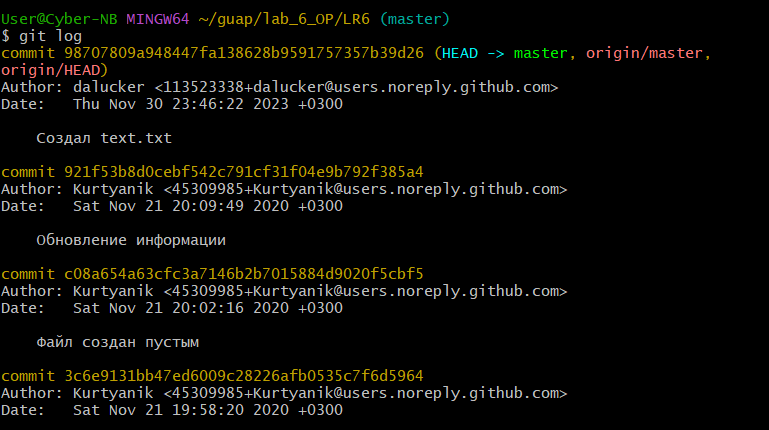 User@Cyber-NB MINGW64 ~/guap/lab_6_OP/LR6 (master)
$ git log
commit 98707809a948447fa138628b9591757357b39d26 (HEAD -> master, origin/master,
origin/HEAD)
Author: dalucker <113523338+dalucker@users.noreply.github.com>
Date:   Thu Nov 30 23:46:22 2023 +0300
    Создал text.txt
commit 921f53b8d0cebf542c791cf31f04e9b792f385a4
Author: Kurtyanik <45309985+Kurtyanik@users.noreply.github.com>
Date:   Sat Nov 21 20:09:49 2020 +0300
    Обновление информации
commit c08a654a63cfc3a7146b2b7015884d9020f5cbf5
Author: Kurtyanik <45309985+Kurtyanik@users.noreply.github.com>
Date:   Sat Nov 21 20:02:16 2020 +0300
    Файл создан пустым
commit 3c6e9131bb47ed6009c28226afb0535c7f6d5964
Author: Kurtyanik <45309985+Kurtyanik@users.noreply.github.com>
Date:   Sat Nov 21 19:58:20 2020 +0300